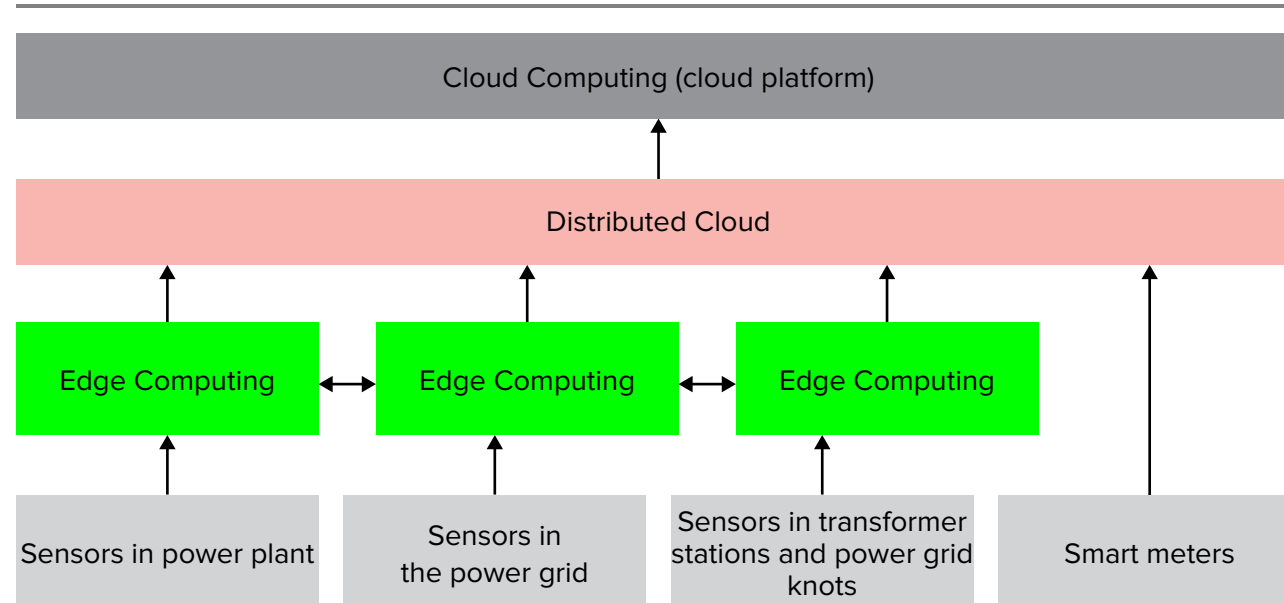 Cloud Computing (cloud platform)
Distributed Cloud
Edge Computing
Edge Computing
Edge Computing
Sensors in power plant
Sensors in
the power grid
Sensors in transformer
stations and power grid
knots
Smart meters